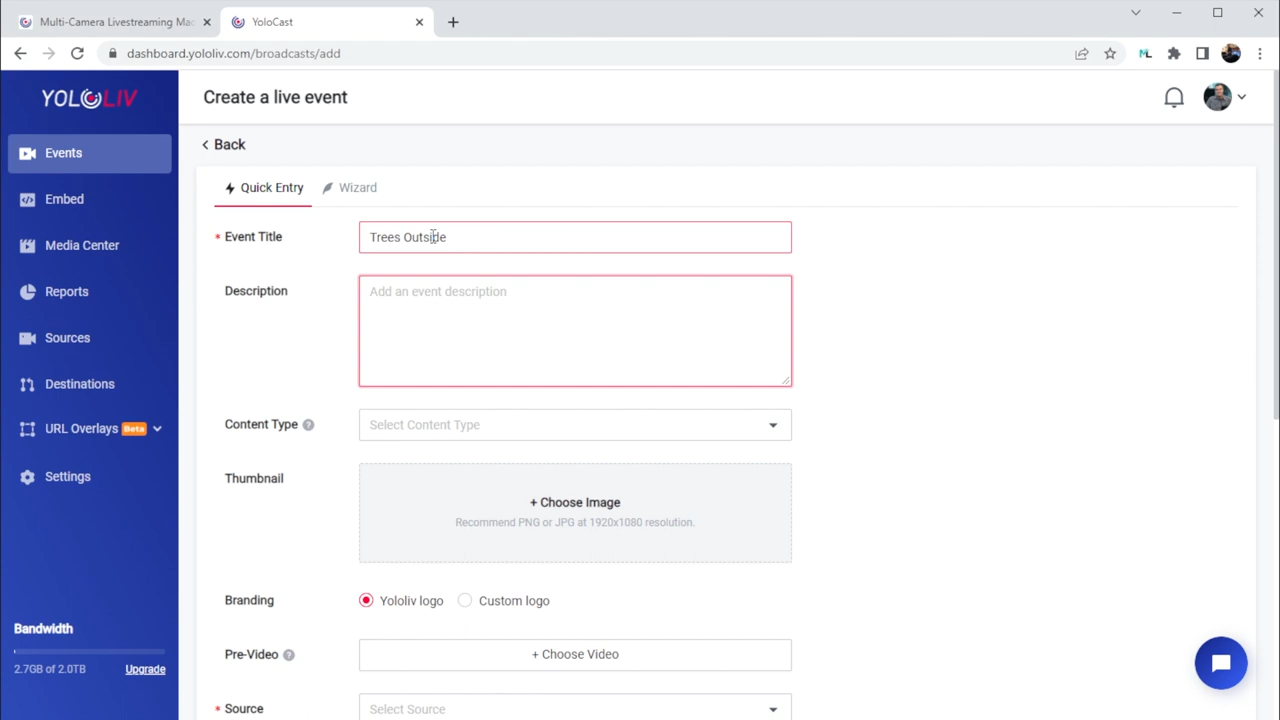 Multi-Camera Livestreaming Mac
YoloCast
dashboard.yololiv.com/broadcasts/add
YOLOLIV
Create a live event
Events
Back
Embed
Quick Entry
Wizard
Media Center
* Event Title
Trees Outside
Reports
Description
Add an event description
Sources
Destinations
URL Overlays Beta
Content Type ?
Select Content Type
Settings
Thumbnail
+ Choose Image
Recommend PNG or JPG at 1920x1080 resolution.
Branding
Yololiv logo
Custom logo
Bandwidth
2.7GB of 2.0TB
Upgrade
Pre-Video ?
+ Choose Video
* Source
Select Source